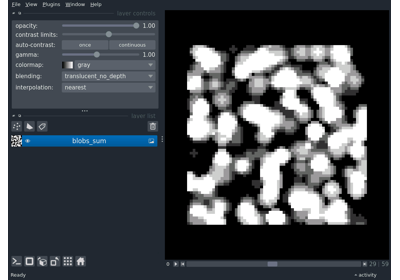 File View Plugins Window Help
layer controls
opacity: 1.00
contrast limits:
auto-contrast: once continuous
gamma: 1.00
colormap: gray
blending: translucent_no_depth
interpolation: nearest
layer list
blobs_sum
29 59
Ready
activity